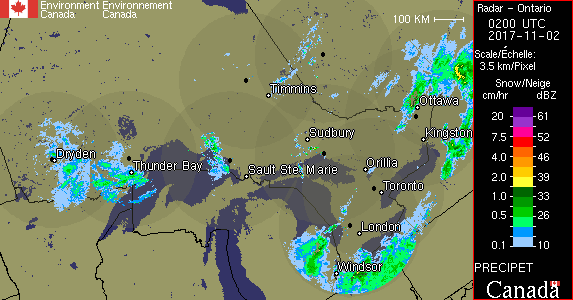 Environment Environnement
Canada Canada
100 KM
Timmins
Ottawa
Sudbury
Kingston
Dryden
Thunder Bay
Sault Ste. Marie
Orillia
Toronto
London
Windsor
Radar - Ontario
0200 UTC
2017-11-02
Scale/Échelle:
3.5 km/Pixel
Snow/Neige
cm/hr dBZ
20 61
7.5 52
4.0 46
2.0 39
1.0 33
0.5 26
0.1 10
PRECIPET
Canada